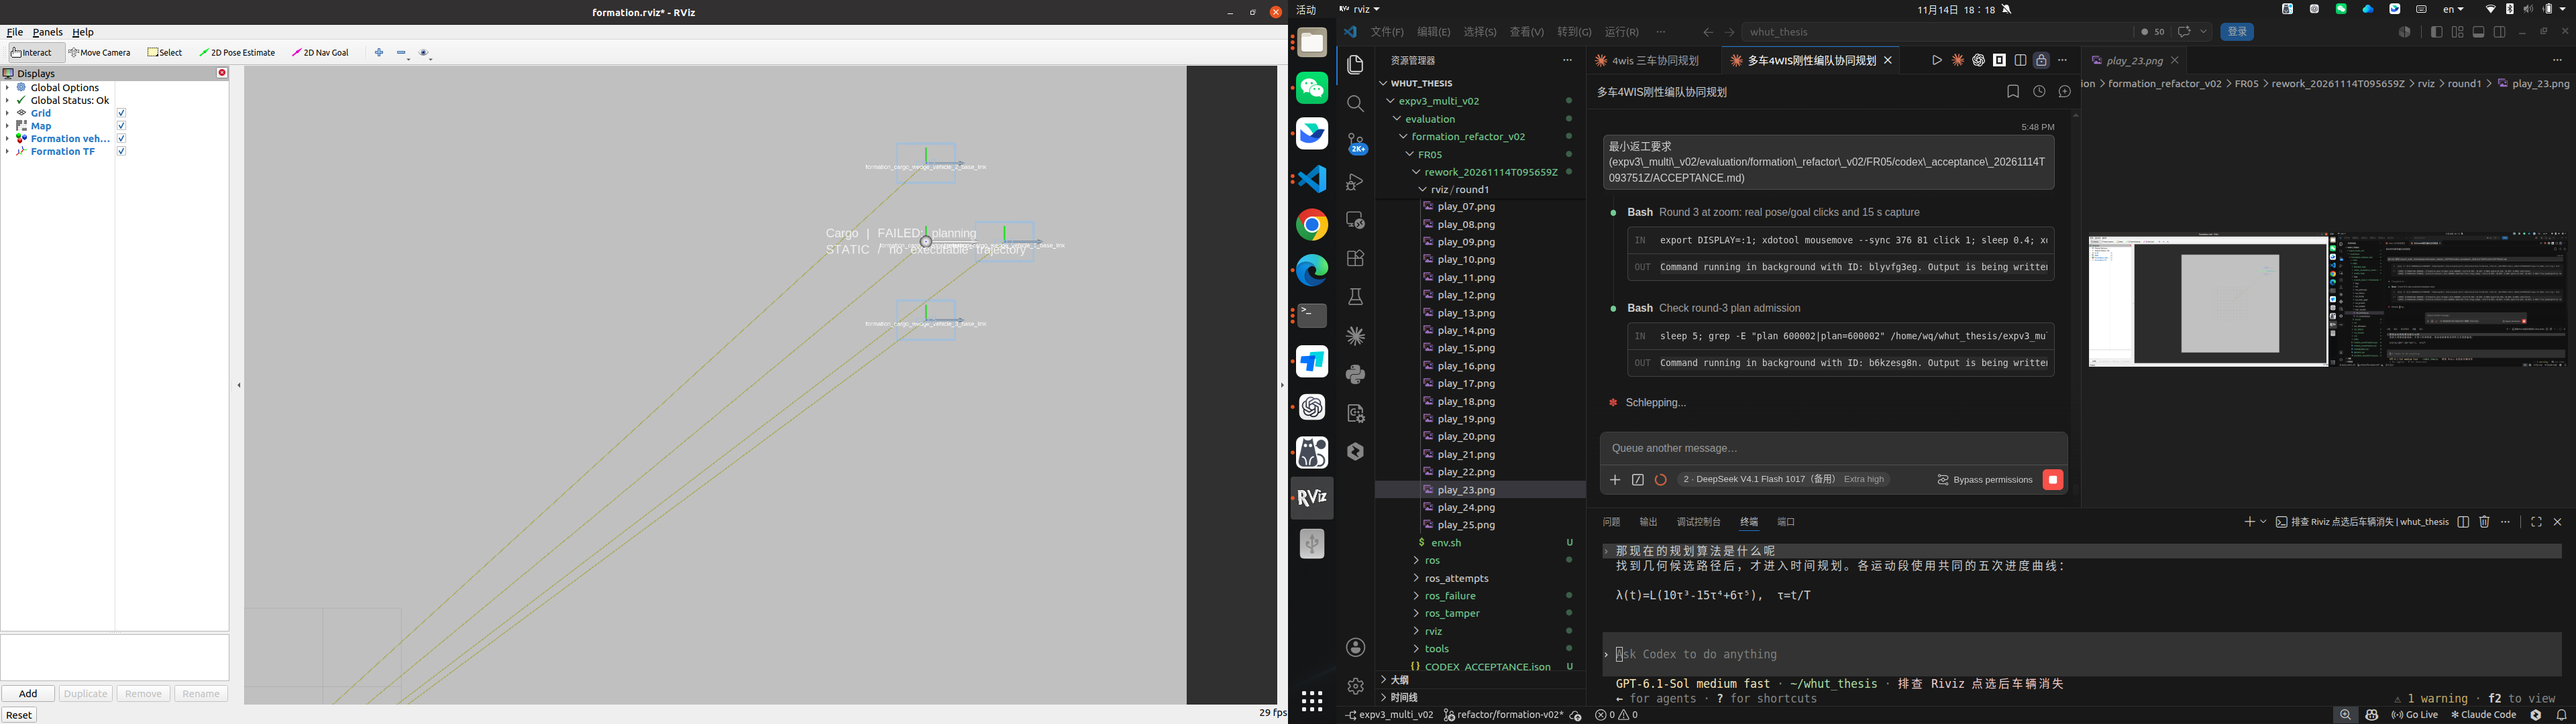 formation.rviz* - RViz
File Panels Help
Interact Move Camera Select 2D Pose Estimate 2D Nav Goal
Displays
Global Options
Global Status: Ok
Grid
Map
Formation veh...
Formation TF
Add Duplicate Remove Rename
Reset
29 fps
formation_cargo_wedge_vehicle_2_base_link
Cargo | FAILED: planning
STATIC / no executable trajectory
活动 rviz
11月14日 18：18
en
文件(F) 编辑(E) 选择(S) 查看(V) 转到(G) 运行(R) ···
whut_thesis
50
登录
资源管理器
WHUT_THESIS
expv3_multi_v02
evaluation
formation_refactor_v02
FR05
rework_20261114T095659Z
rviz / round1
play_07.png
play_08.png
play_09.png
play_10.png
play_11.png
play_12.png
play_13.png
play_14.png
play_15.png
play_16.png
play_17.png
play_18.png
play_19.png
play_20.png
play_21.png
play_22.png
play_23.png
play_24.png
play_25.png
$ env.sh U
ros
ros_attempts
ros_failure
ros_tamper
rviz
tools
CODEX_ACCEPTANCE.json U
大纲
时间线
2K+
RViz
4wis 三车协同规划
多车4WIS刚性编队协同规划
多车4WIS刚性编队协同规划
5:48 PM
最小返工要求
(expv3\_multi\_v02/evaluation/formation\_refactor\_v02/FR05/codex\_acceptance\_20261114T
093751Z/ACCEPTANCE.md)
Bash Round 3 at zoom: real pose/goal clicks and 15 s capture
IN export DISPLAY=:1; xdotool mousemove --sync 376 81 click 1; sleep 0.4; xc
OUT Command running in background with ID: blyvfg3eg. Output is being writter
Bash Check round-3 plan admission
IN sleep 5; grep -E "plan 600002|plan=600002" /home/wq/whut_thesis/expv3_mu
OUT Command running in background with ID: b6kzesg8n. Output is being writter
Schlepping...
Queue another message…
2 · DeepSeek V4.1 Flash 1017（备用） Extra high
Bypass permissions
play_23.png
ion > formation_refactor_v02 > FR05 > rework_20261114T095659Z > rviz > round1 > play_23.png
问题 输出 调试控制台 终端 端口
排查 Riviz 点选后车辆消失 | whut_thesis
› 那现在的规划算法是什么呢
找到几何候选路径后，才进入时间规划。各运动段使用共同的五次进度曲线：
λ(t)=L(10τ³-15τ⁴+6τ⁵), τ=t/T
› Ask Codex to do anything
GPT-6.1-Sol medium fast · ~/whut_thesis · 排查 Riviz 点选后车辆消失
← for agents · ? for shortcuts
⚠ 1 warning · f2 to view
expv3_multi_v02 refactor/formation-v02* 0 0
Go Live Claude Code